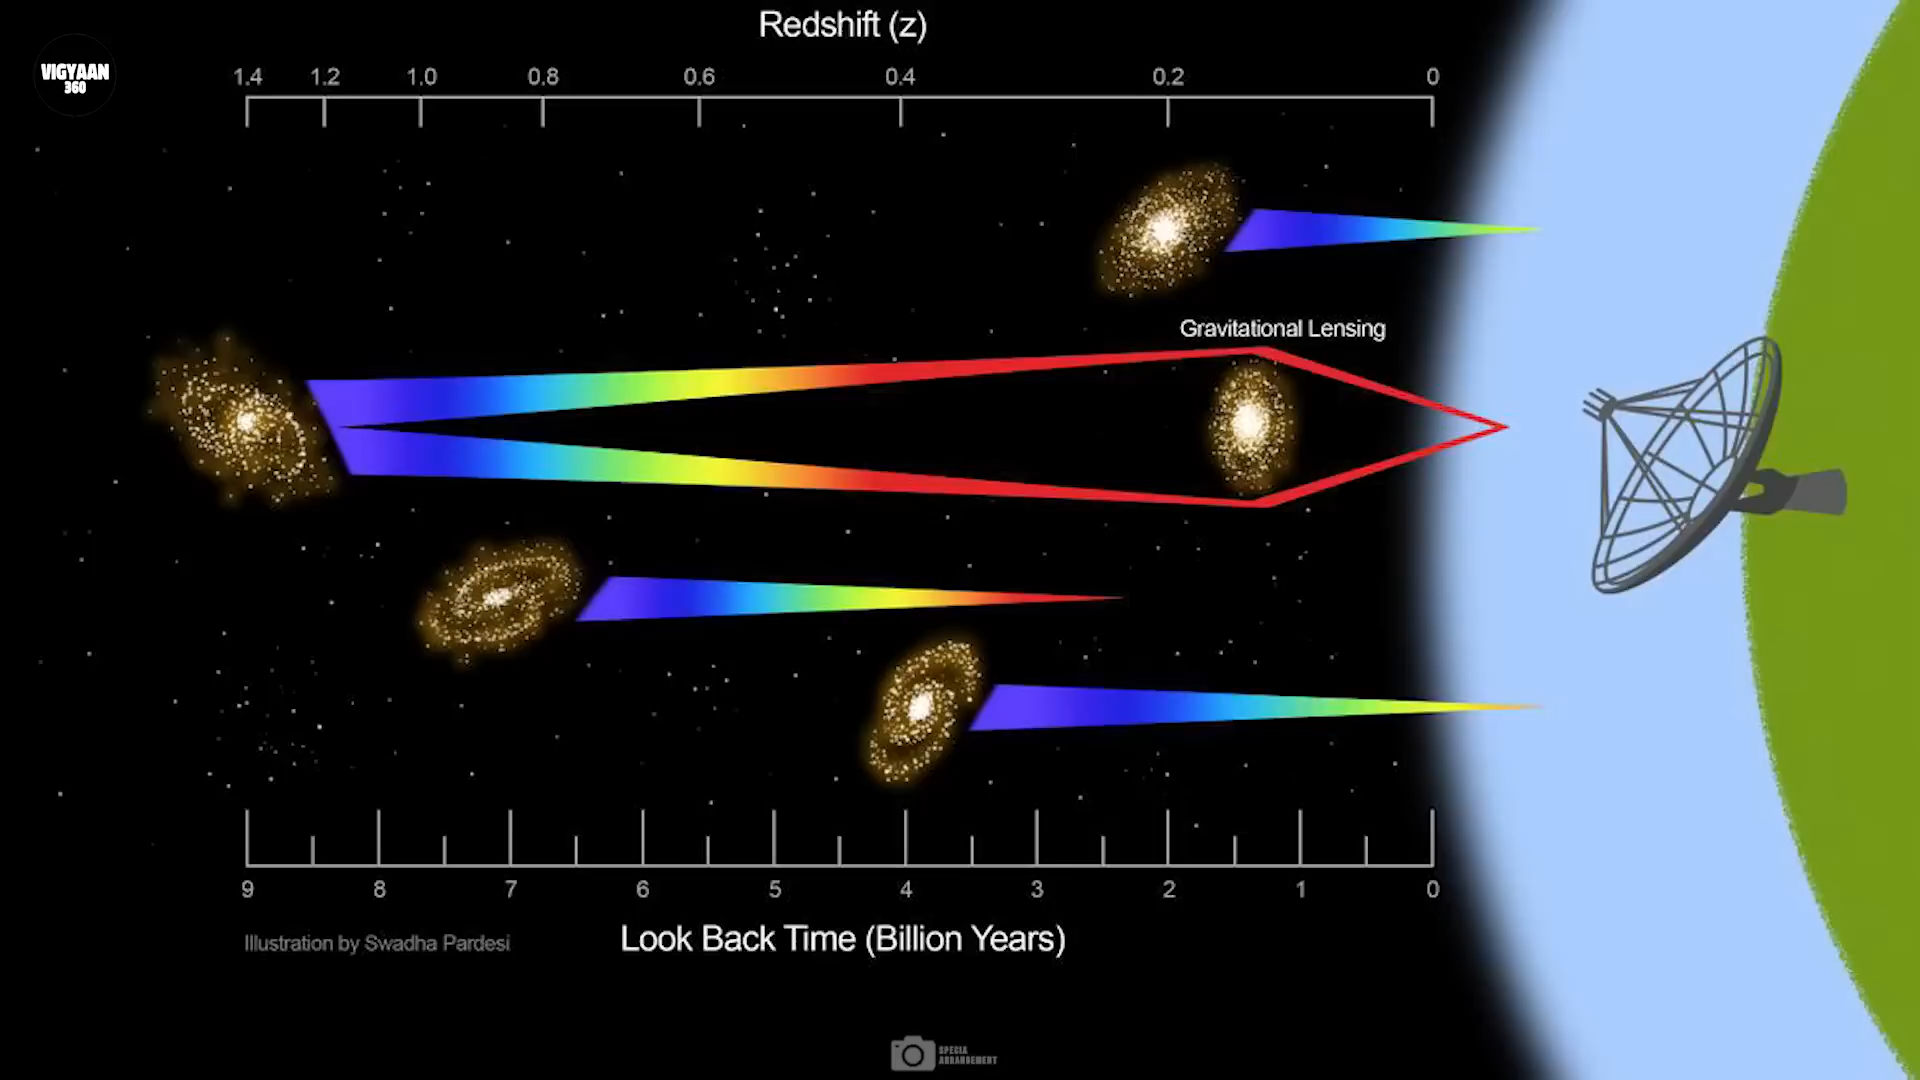 Redshift (z)
VIGYAAN
360
1.4 1.2 1.0 0.8 0.6 0.4 0.2 0
Gravitational Lensing
9 8 7 6 5 4 3 2 1 0
Illustration by Swadha Pardesi
Look Back Time (Billion Years)
SPECIA
ARRANGEMENT